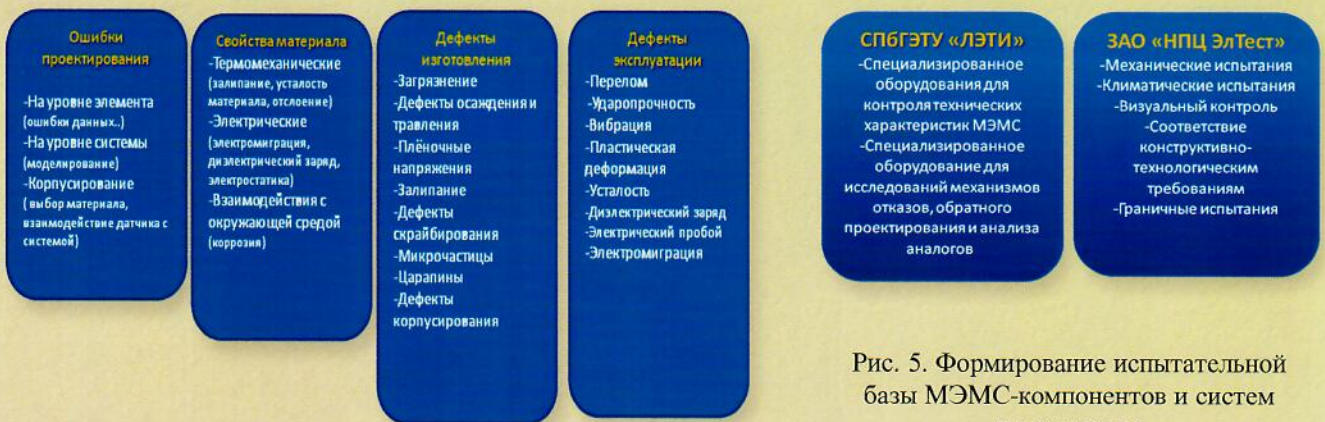 Ошибки
проектирования
-На уровне элемента
(ошибки данных..)
-На уровне системы
(моделирование)
-Корпусирование
( выбор материала,
взаимодействие датчика с
системой)
Свойства материала
-Термомеханические
(залипание, усталость
материала, отслоение)
-Электрические
(электромиграция,
диэлектрический заряд,
электростатика)
-Взаимодействия с
окружающей средой
(коррозия)
Дефекты
изготовления
-Загрязнение
-Дефекты осаждения и
травления
-Плёночные
напряжения
-Залипание
-Дефекты
скрайбирования
-Микрочастицы
-Царапины
-Дефекты
корпусирования
Дефекты
эксплуатации
-Перелом
-Ударопрочность
-Вибрация
-Пластическая
деформация
-Усталость
-Диэлектрический заряд
-Электрический пробой
-Электромиграция
СПбГЭТУ «ЛЭТИ»
-Специализированное
оборудования для
контроля технических
характеристик МЭМС
-Специализированное
оборудование для
исследований механизмов
отказов, обратного
проектирования и анализа
аналогов
ЗАО «НПЦ ЭлТест»
-Механические испытания
-Климатические испытания
-Визуальный контроль
-Соответствие
конструктивно-
технологическим
требованиям
-Граничные испытания
Рис. 5. Формирование испытательной
базы МЭМС-компонентов и систем